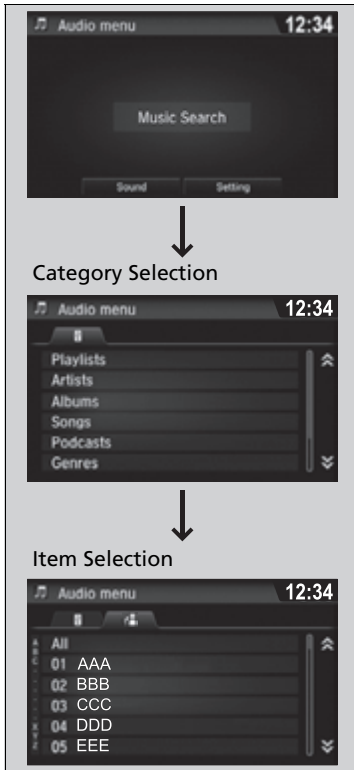 Audio menu 12:34
Music Search
Sound Setting
Category Selection
Audio menu 12:34
Playlists
Artists
Albums
Songs
Podcasts
Genres
Item Selection
Audio menu 12:34
All
01 AAA
02 BBB
03 CCC
04 DDD
05 EEE